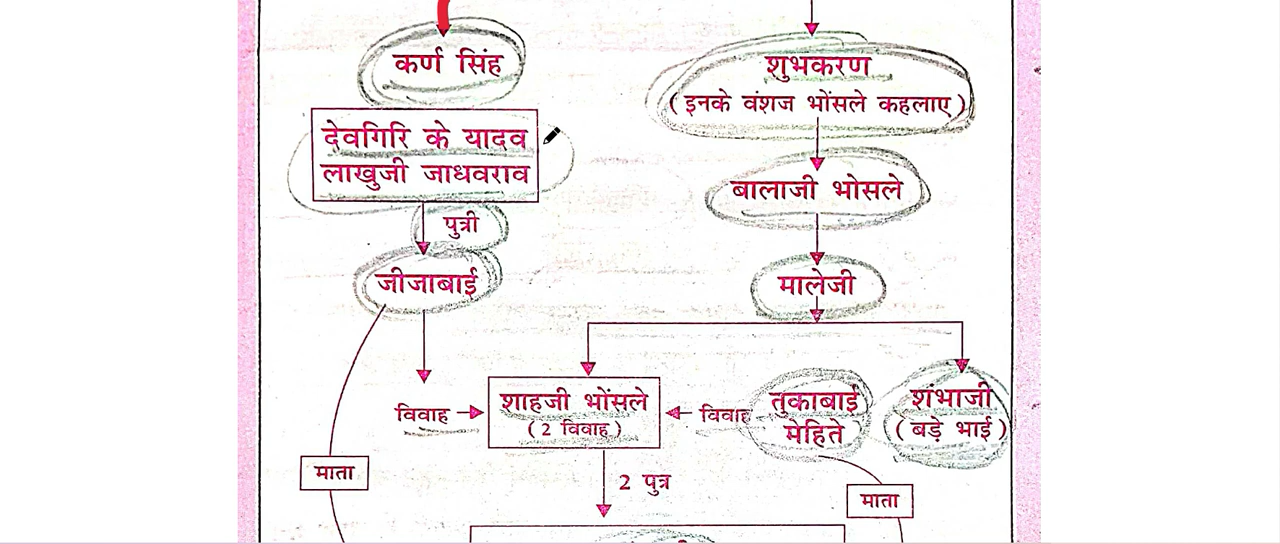 कर्ण सिंह
शुभकरण
(इनके वंशज भोंसले कहलाए)
देवगिरि के यादव
लाखुजी जाधवराव
बालाजी भोसले
पुत्री
जीजाबाई
मालेजी
विवाह
शाहजी भोंसले
(2 विवाह)
विवाह
तुकाबाई
मेहिते
शंभाजी
(बड़े भाई)
माता
2 पुत्र
माता